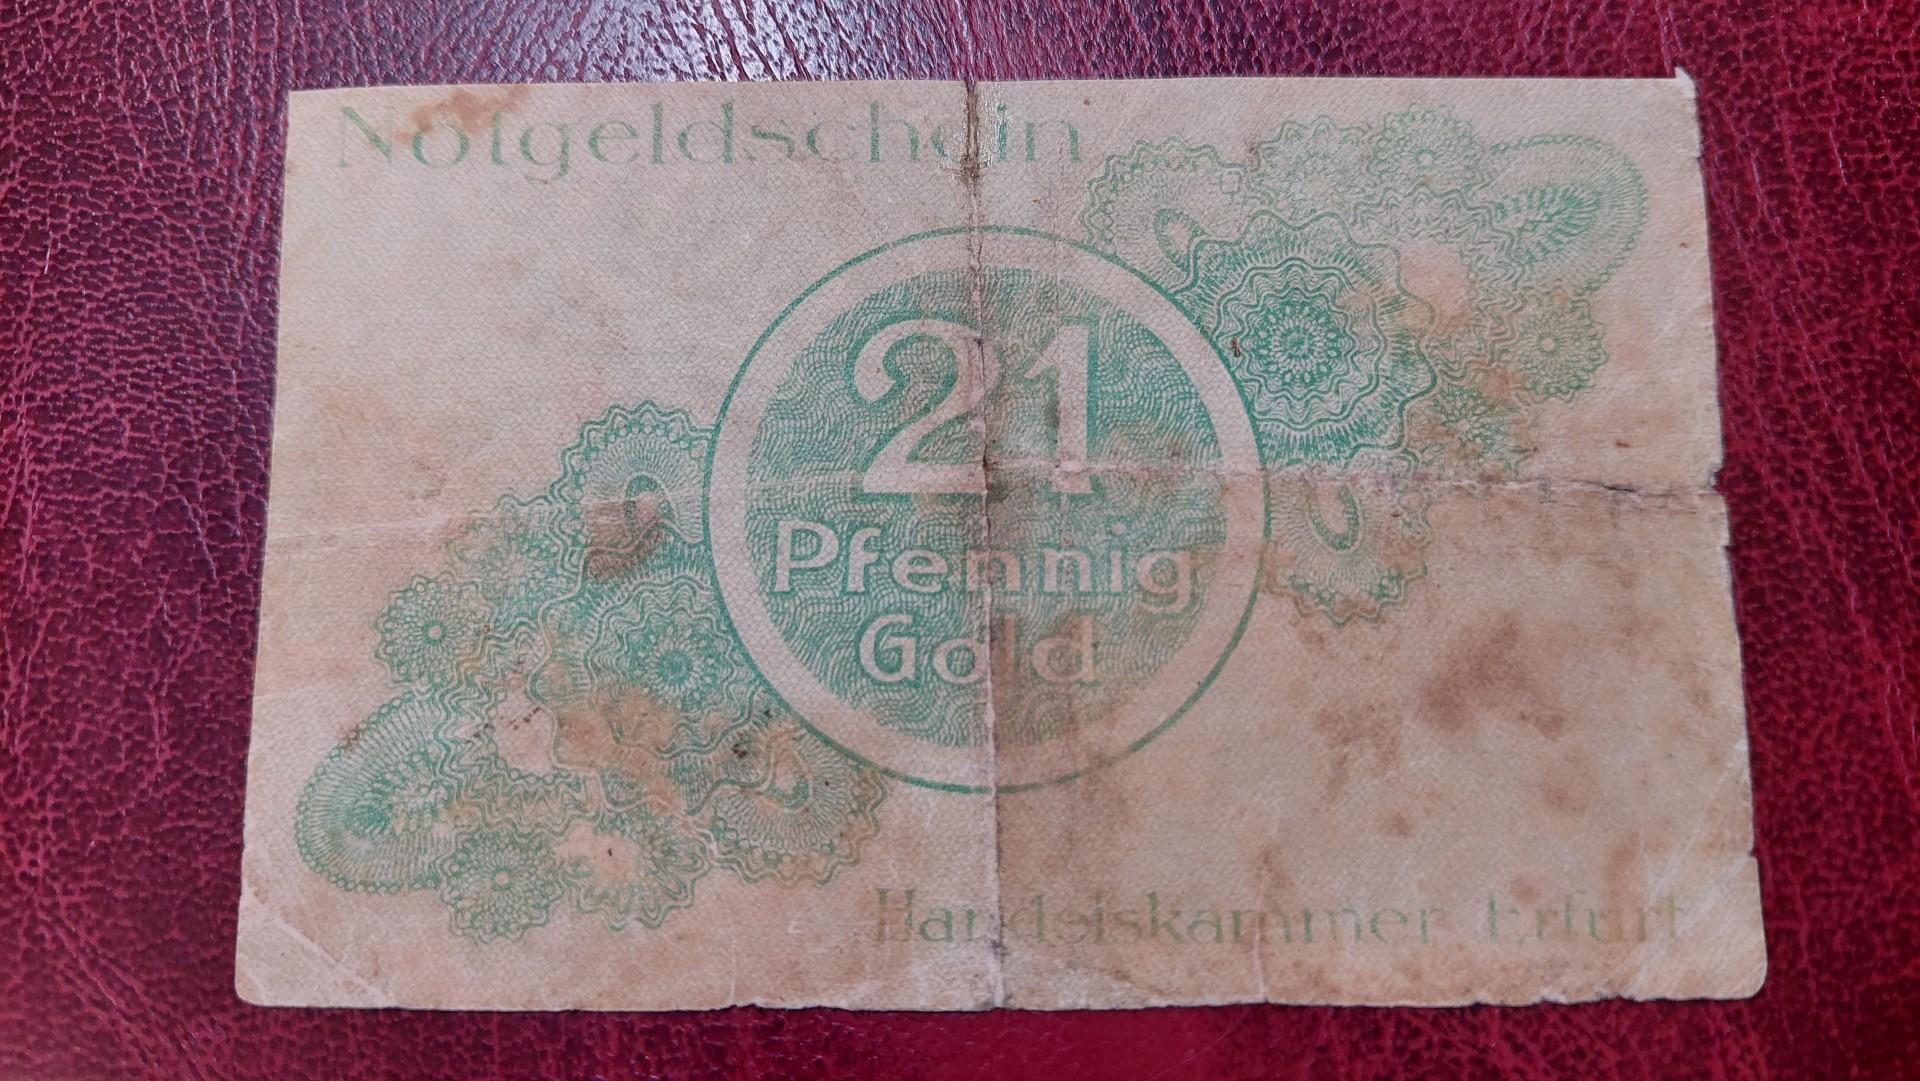 Notgeldschein
21
Pfennig
Gold
Handelskammer Erfurt